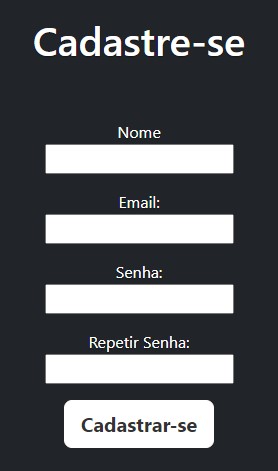 Cadastre-se
Nome
Email:
Senha:
Repetir Senha:
Cadastrar-se